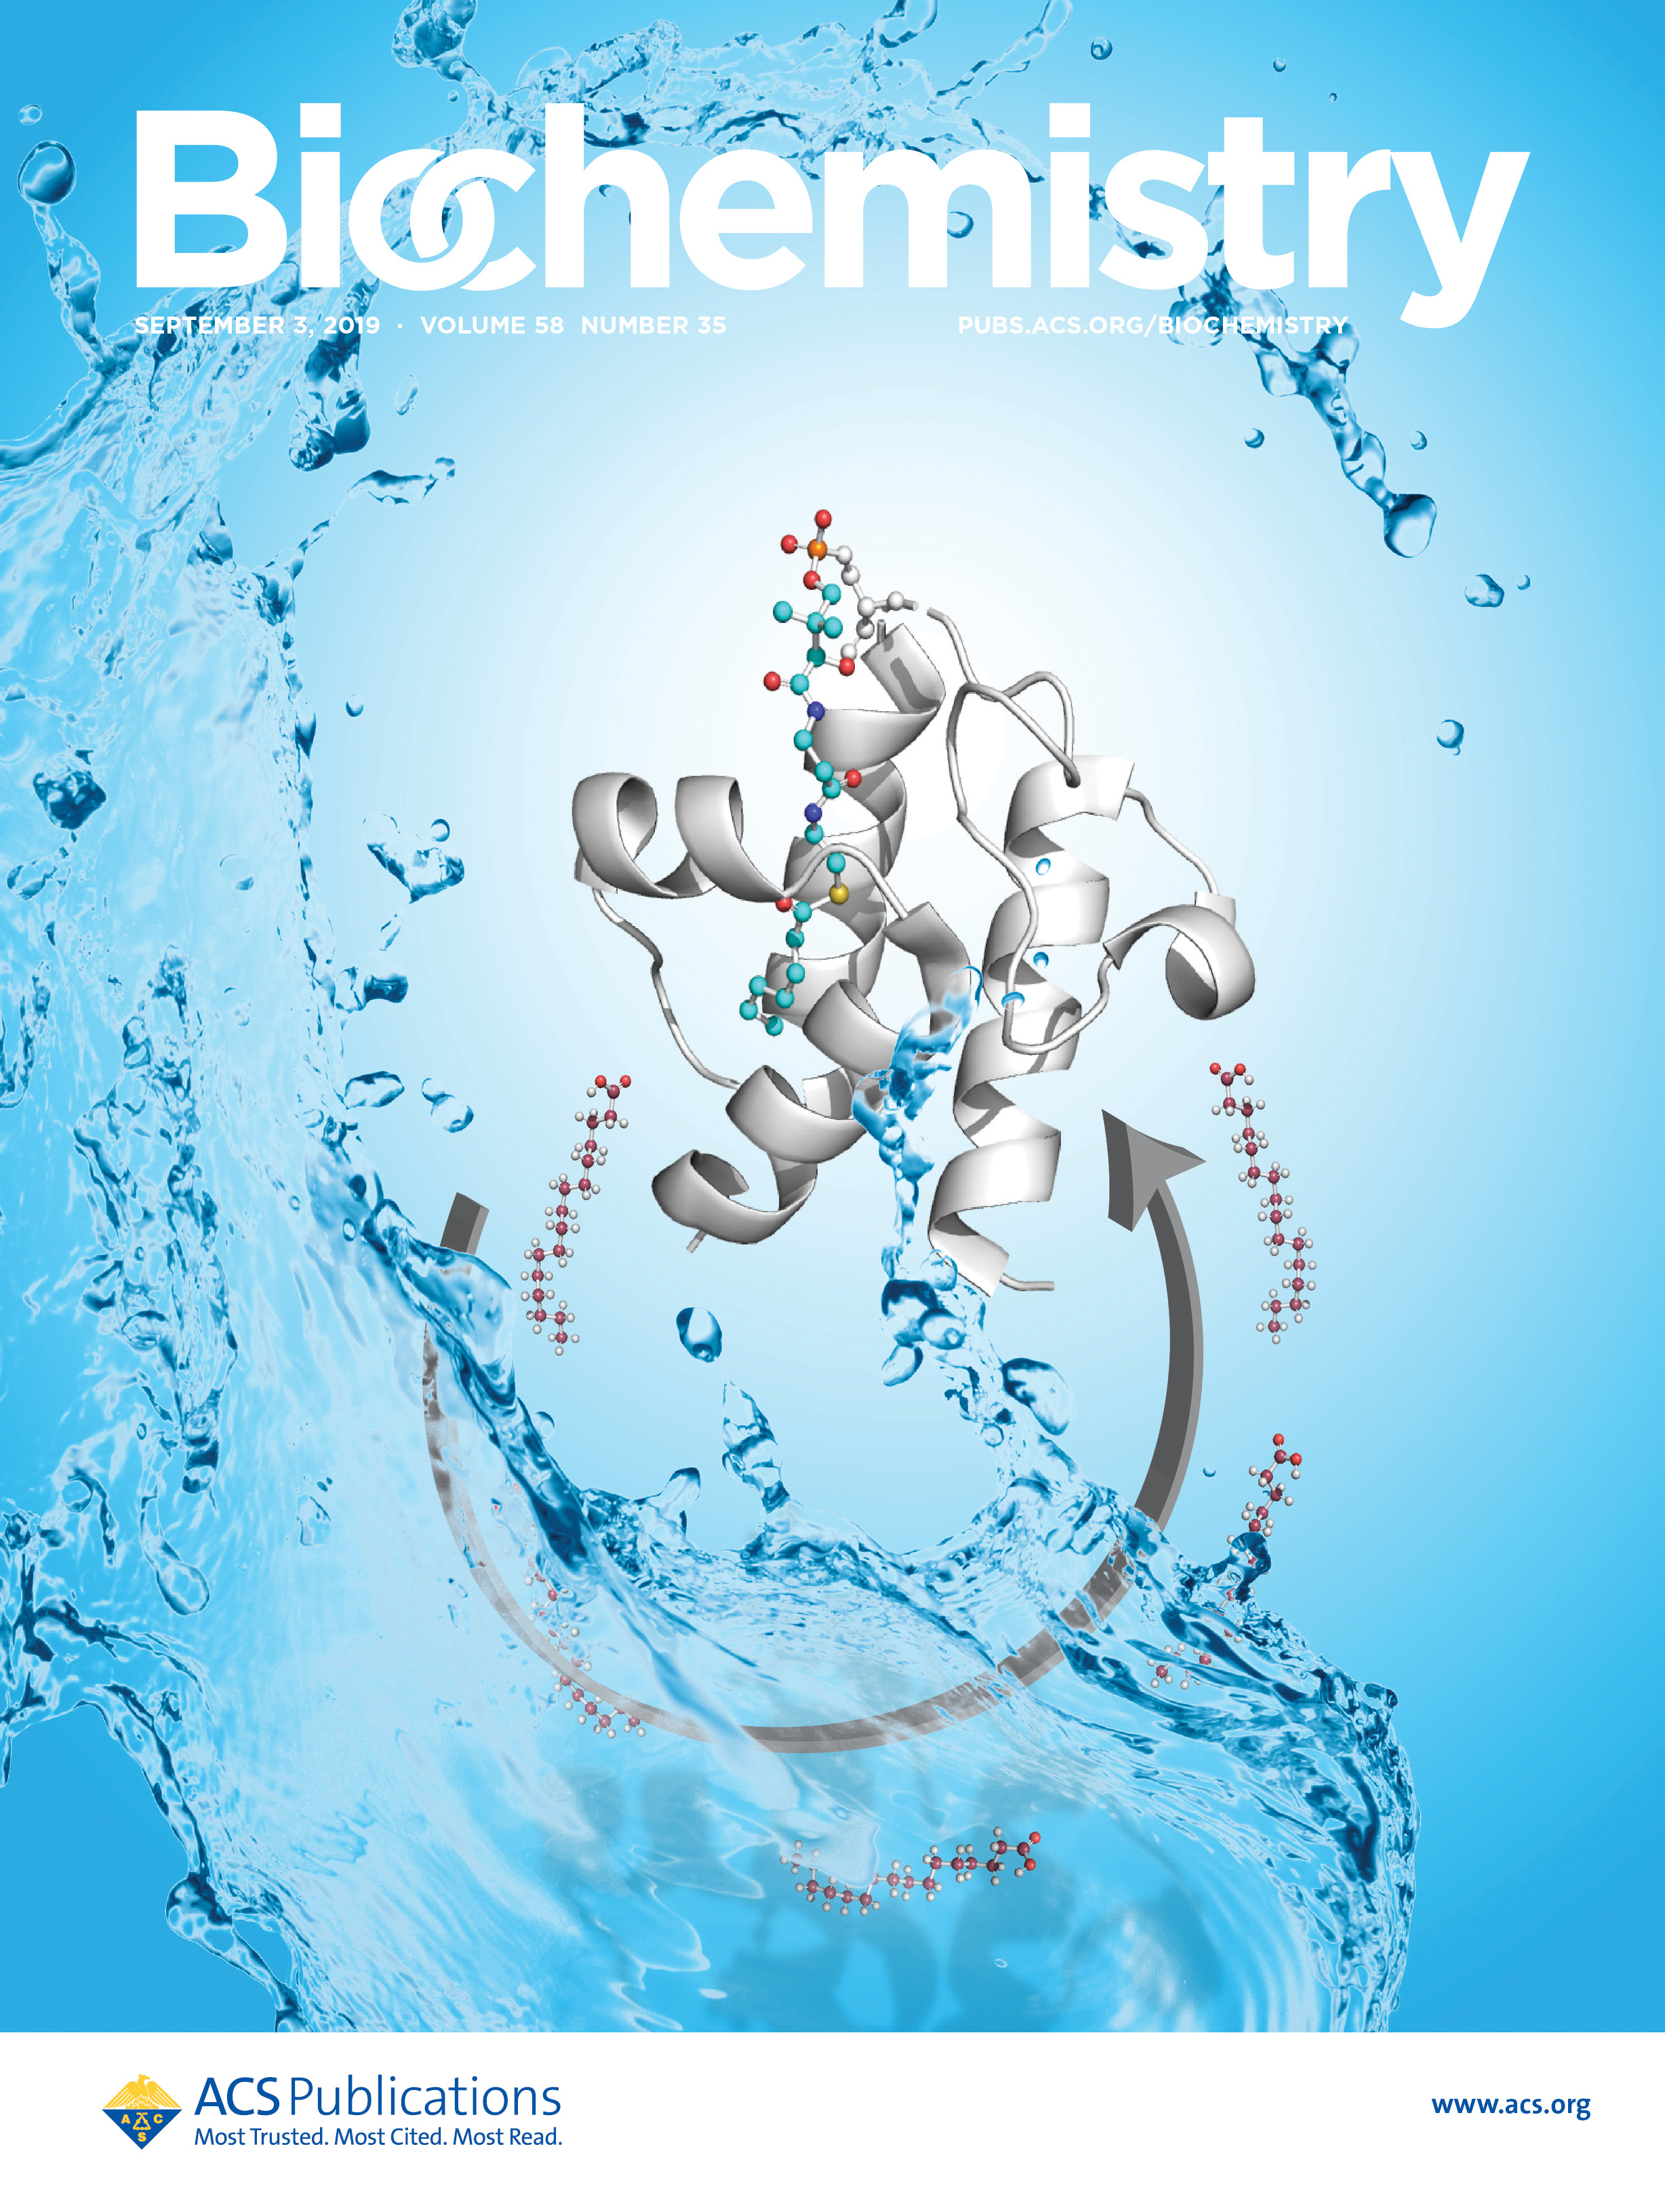 Biochemistry
SEPTEMBER 3, 2019 · VOLUME 58 NUMBER 35
PUBS.ACS.ORG/BIOCHEMISTRY
A C S
ACS Publications
Most Trusted. Most Cited. Most Read.
www.acs.org